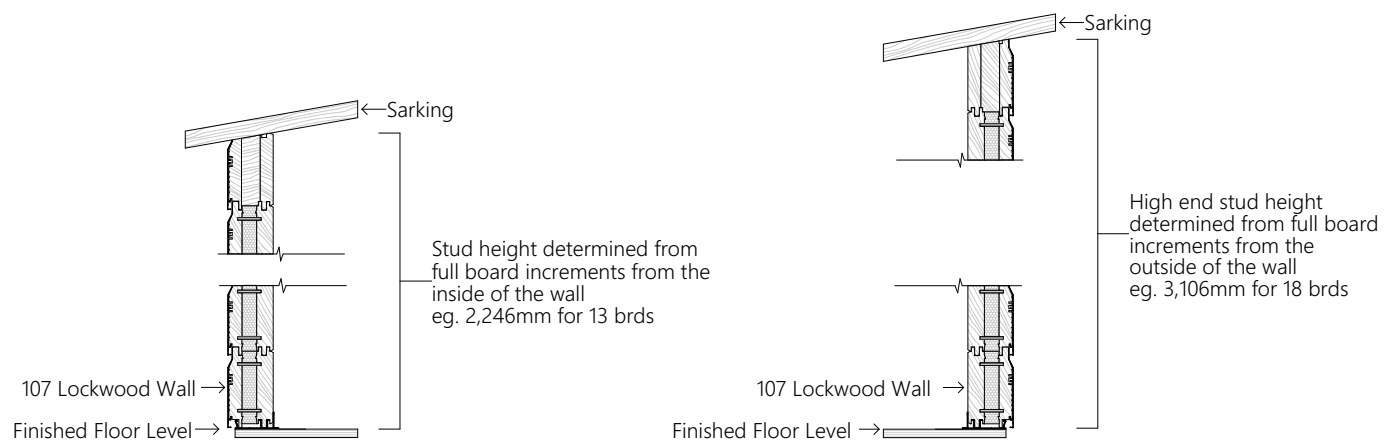 Sarking
Stud height determined from
full board increments from the
inside of the wall
eg. 2,246mm for 13 brds
107 Lockwood Wall
Finished Floor Level
Sarking
High end stud height
determined from full board
increments from the
outside of the wall
eg. 3,106mm for 18 brds
107 Lockwood Wall
Finished Floor Level